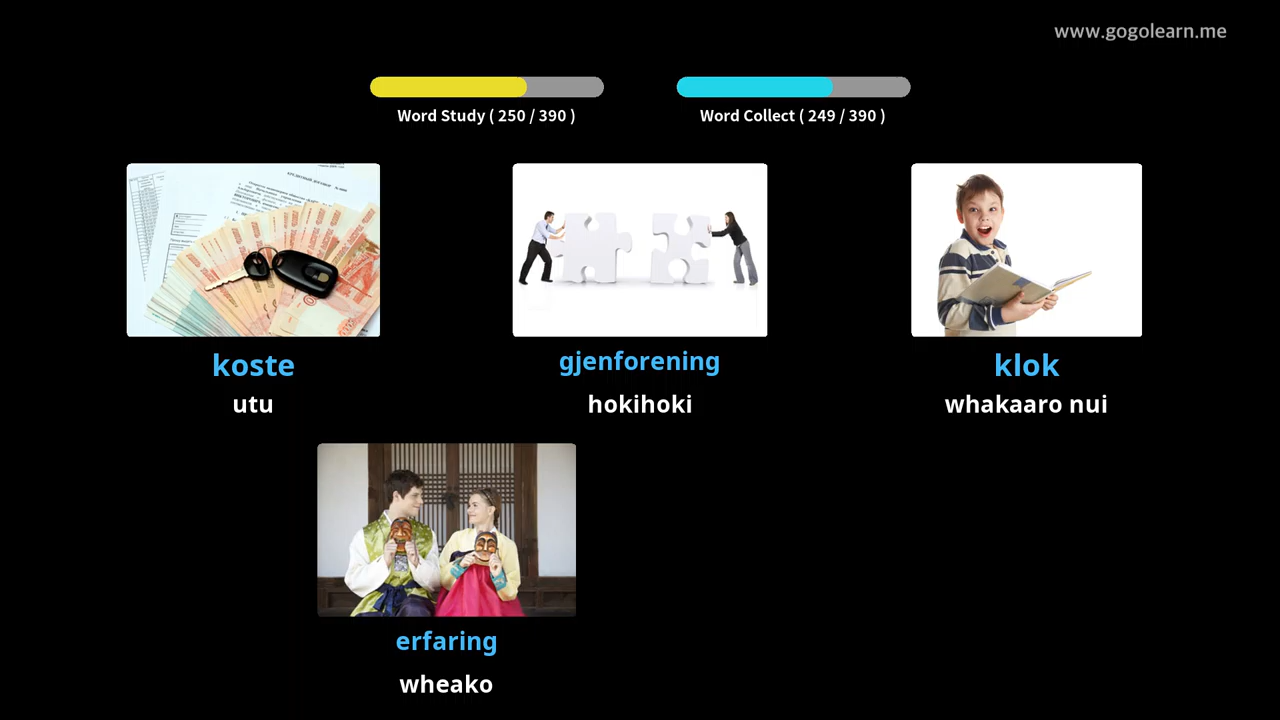 www.gogolearn.me
Word Study ( 250 / 390 )
Word Collect ( 249 / 390 )
koste
utu
gjenforening
hokihoki
klok
whakaaro nui
erfaring
wheako